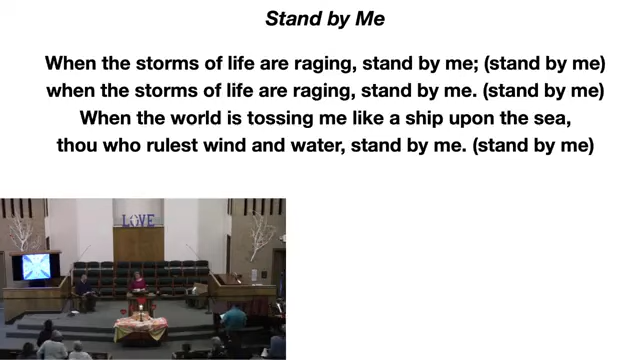 Stand by Me
When the storms of life are raging, stand by me; (stand by me)
when the storms of life are raging, stand by me. (stand by me)
When the world is tossing me like a ship upon the sea,
thou who rulest wind and water, stand by me. (stand by me)
LOVE